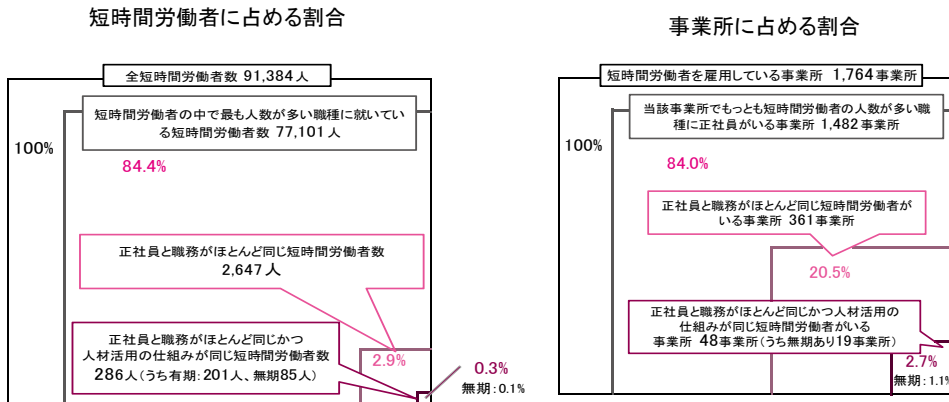 短時間労働者に占める割合
全短時間労働者数 91,384人
短時間労働者の中で最も人数が多い職種に就いてい
る短時間労働者数 77,101人
100%
84.4%
正社員と職務がほとんど同じ短時間労働者数
2,647人
正社員と職務がほとんど同じかつ
人材活用の仕組みが同じ短時間労働者数
286人(うち有期:201人、無期85人)
2.9%
0.3%
無期:0.1%
事業所に占める割合
短時間労働者を雇用している事業所 1,764事業所
当該事業所でもっとも短時間労働者の人数が多い職
種に正社員がいる事業所 1,482事業所
100%
84.0%
正社員と職務がほとんど同じ短時間労働者が
いる事業所 361事業所
20.5%
正社員と職務がほとんど同じかつ人材活用の
仕組みが同じ短時間労働者がいる
事業所 48事業所(うち無期あり19事業所)
2.7%
無期:1.1%